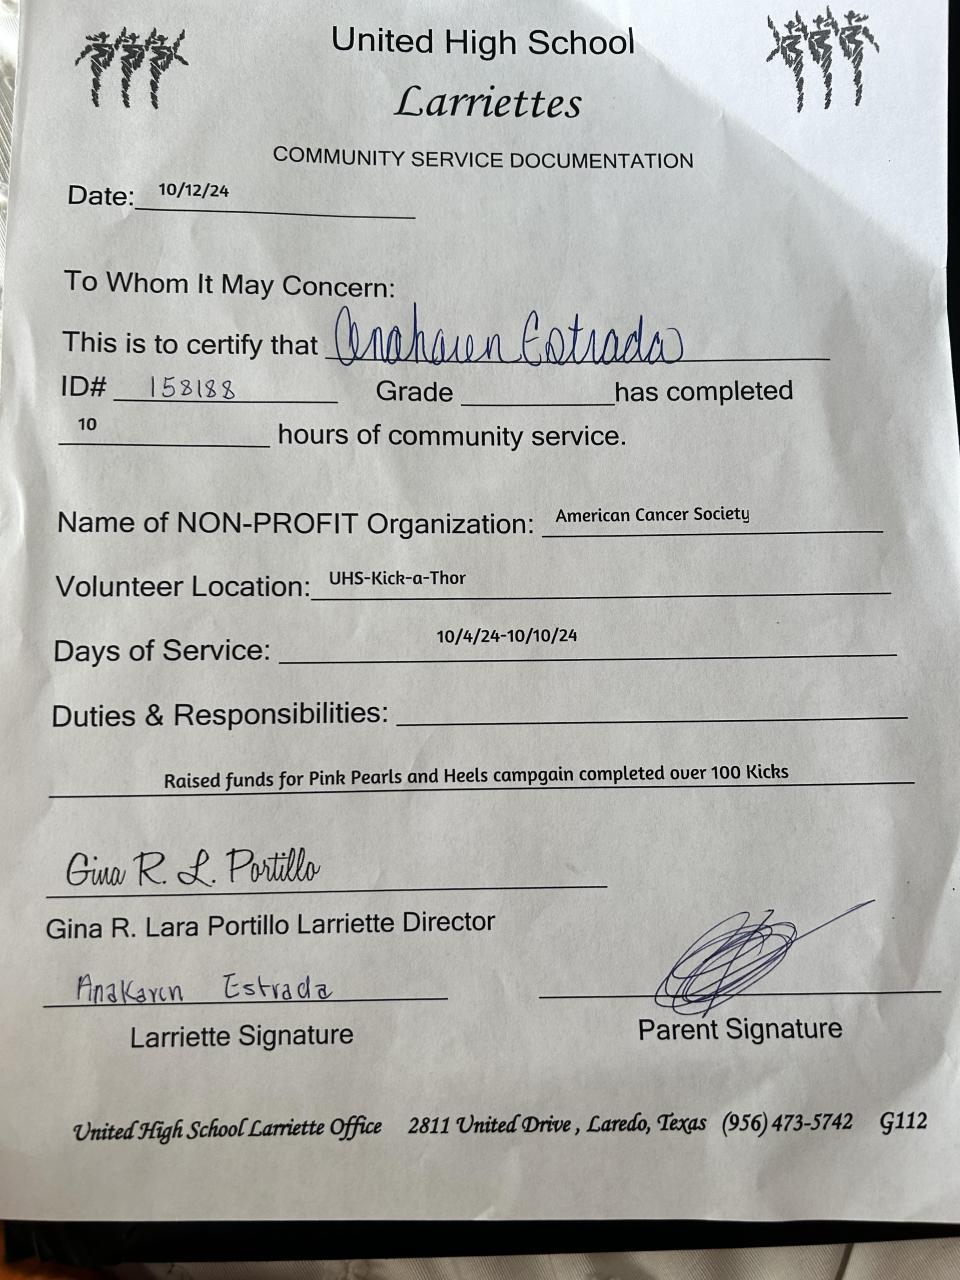 United High School
Larriettes
COMMUNITY SERVICE DOCUMENTATION
Date: 10/12/24
To Whom It May Concern:
This is to certify that Anakaren Estrada
ID# 158188 Grade has completed
10 hours of community service.
Name of NON-PROFIT Organization: American Cancer Society
Volunteer Location: UHS-Kick-a-Thor
Days of Service: 10/4/24-10/10/24
Duties & Responsibilities:
Raised funds for Pink Pearls and Heels campgain completed over 100 Kicks
Gina R. L. Portillo
Gina R. Lara Portillo Larriette Director
Anakaren Estrada
Larriette Signature Parent Signature
United High School Larriette Office 2811 United Drive, Laredo, Texas (956) 473-5742 G112